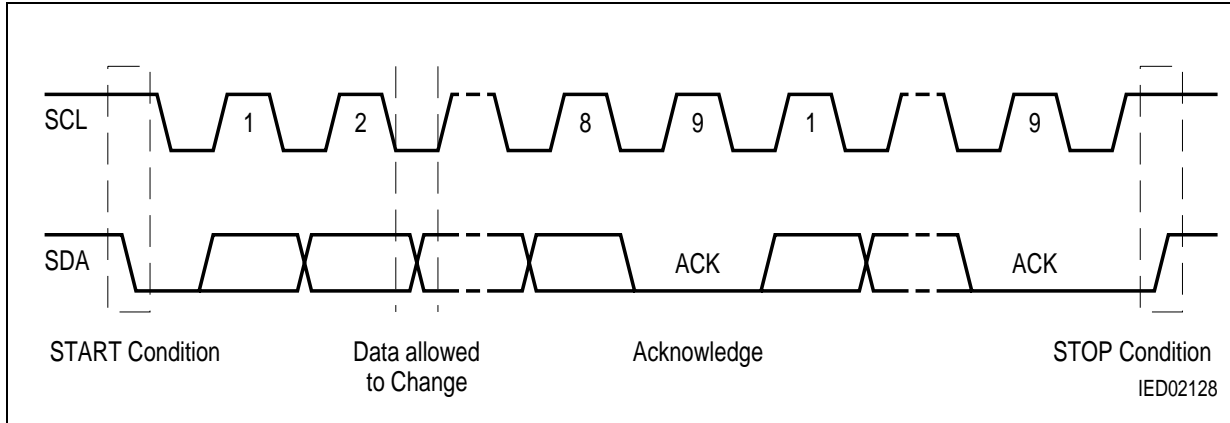 SCL 1 2 8 9 1 9
SDA ACK ACK
START Condition Data allowed Acknowledge STOP Condition
to Change
IED02128